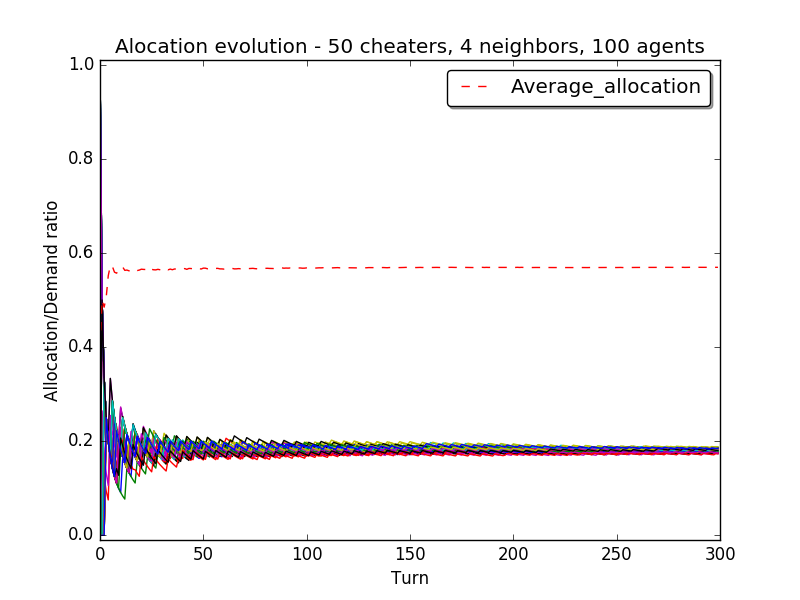 Alocation evolution - 50 cheaters, 4 neighbors, 100 agents
Average_allocation
Allocation/Demand ratio
1.0
0.8
0.6
0.4
0.2
0.0
0 50 100 150 200 250 300
Turn